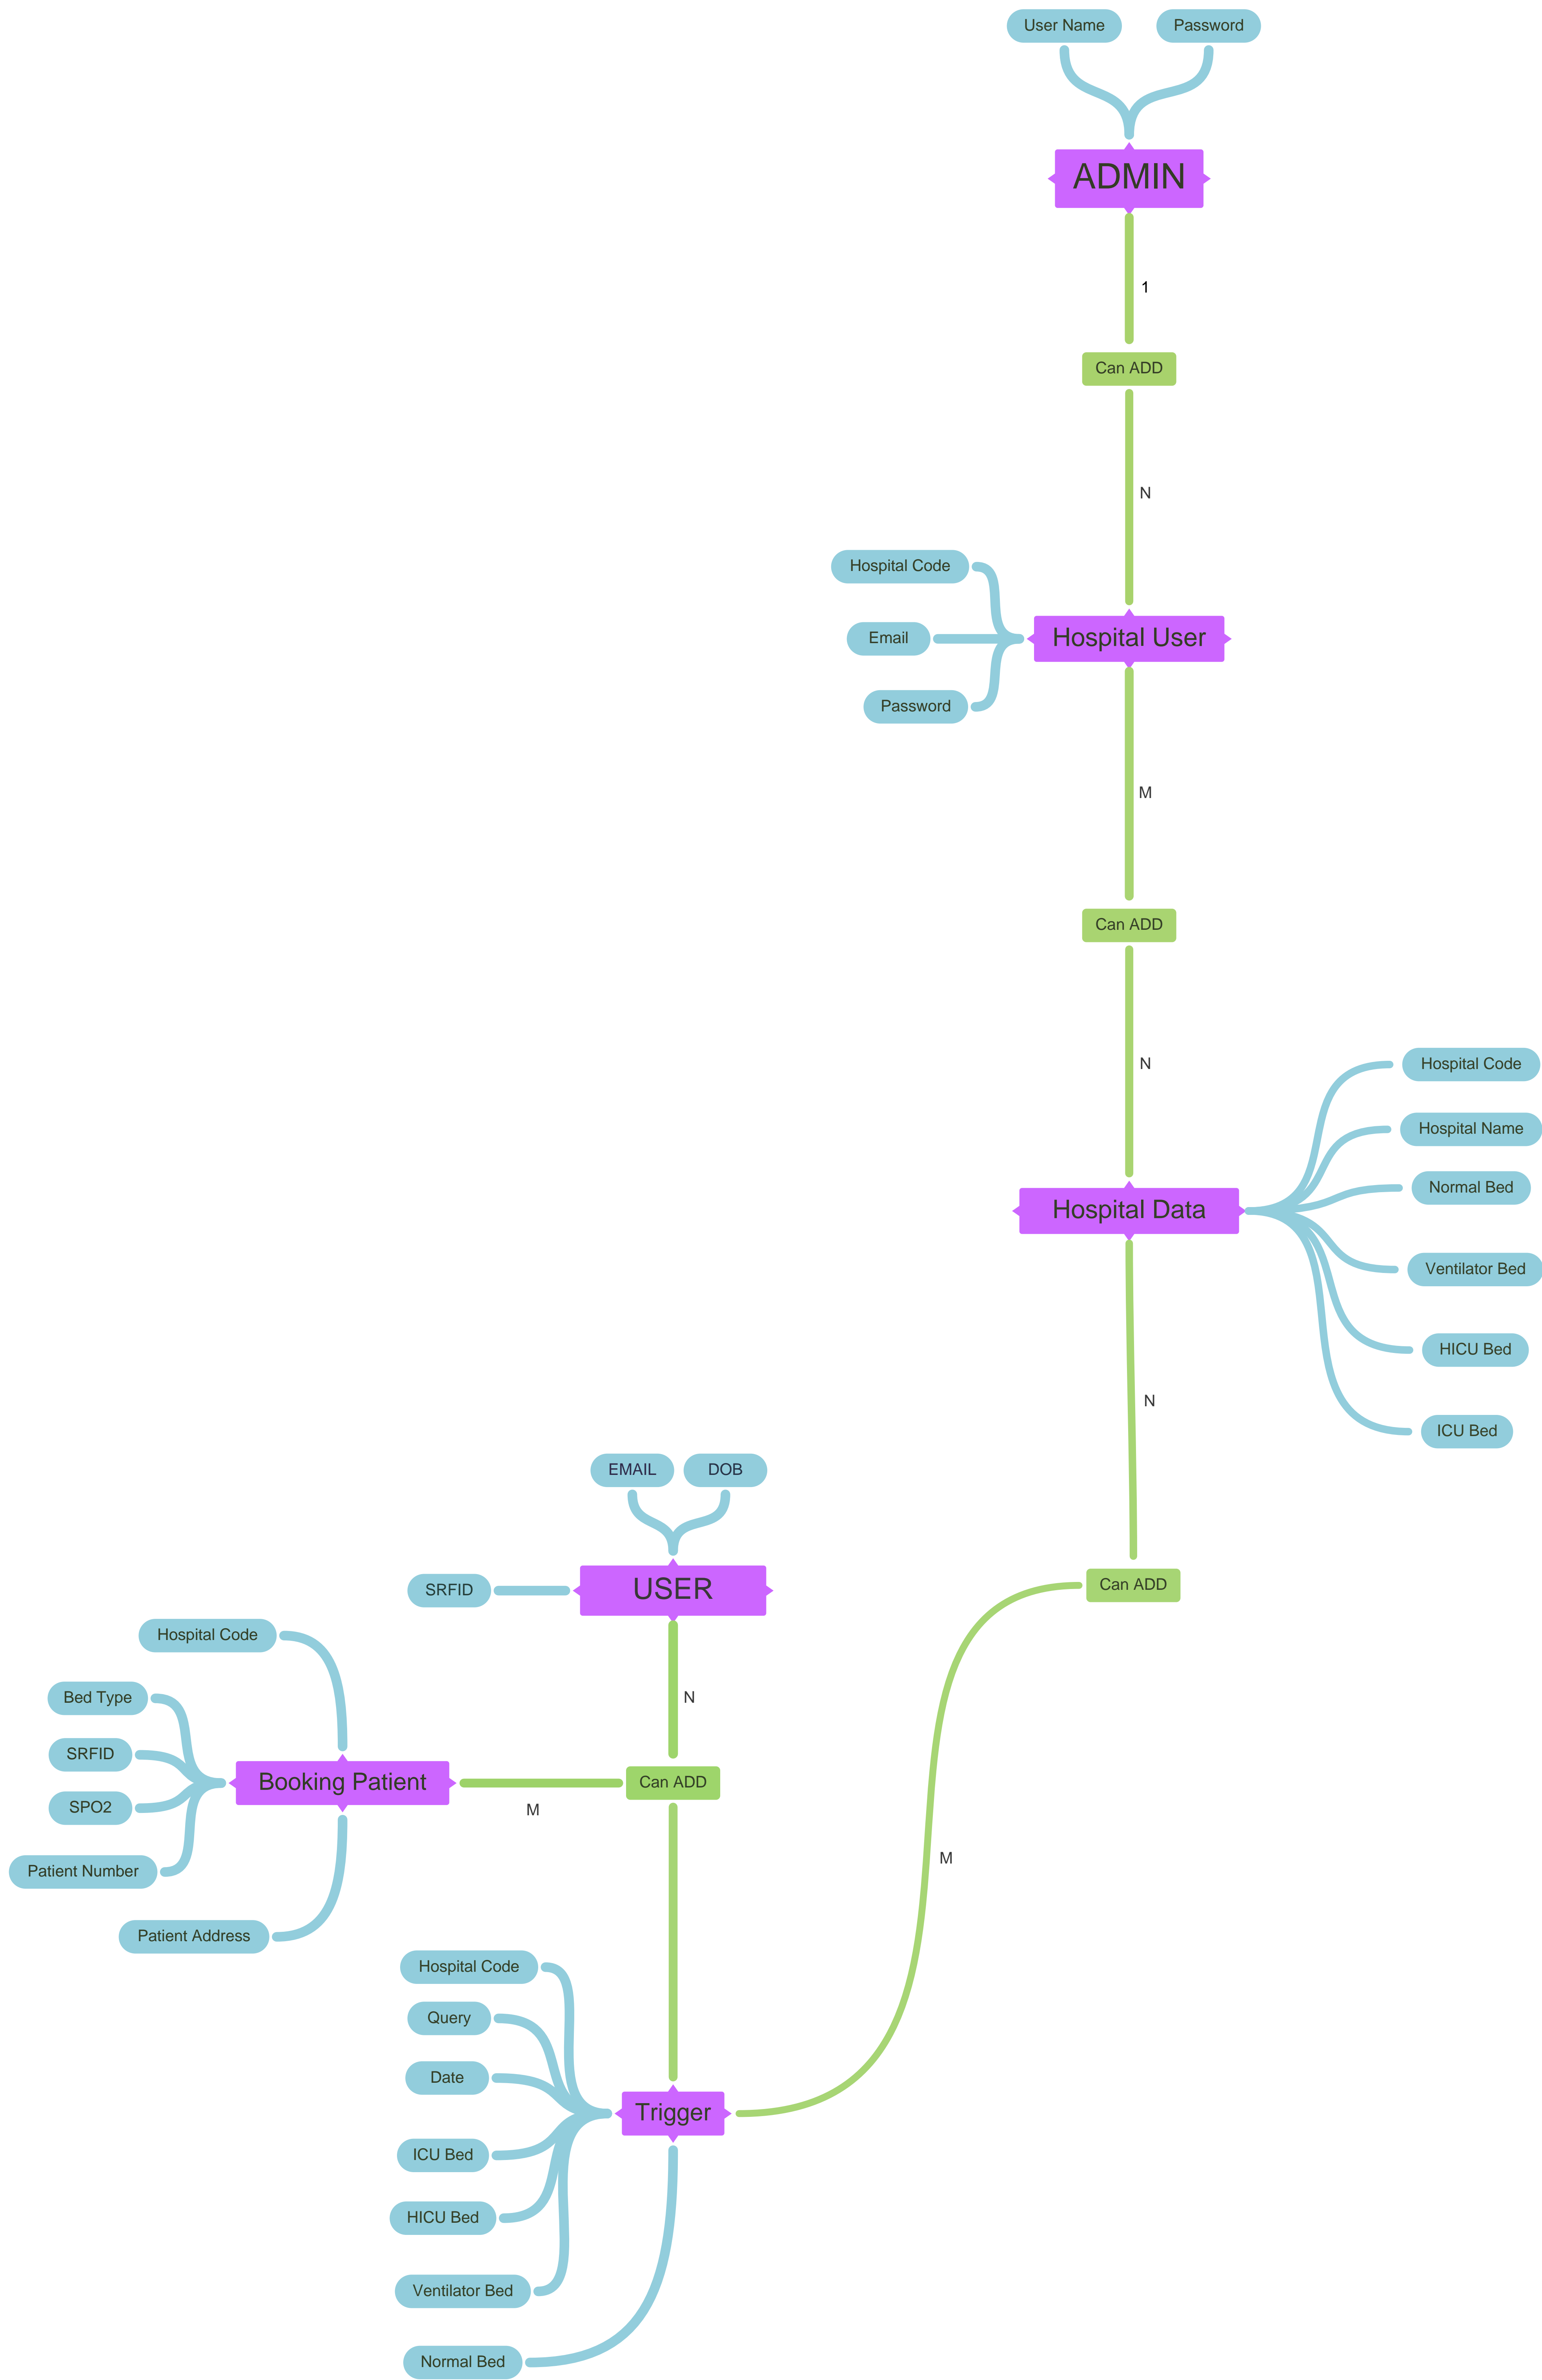 User Name
Password
ADMIN
1
Can ADD
N
Hospital Code
Email
Password
Hospital User
M
Can ADD
N
Hospital Data
Hospital Code
Hospital Name
Normal Bed
Ventilator Bed
HICU Bed
ICU Bed
N
Can ADD
M
EMAIL
DOB
SRFID
USER
N
Can ADD
M
Hospital Code
Bed Type
SRFID
SPO2
Patient Number
Patient Address
Booking Patient
Hospital Code
Query
Date
ICU Bed
HICU Bed
Ventilator Bed
Normal Bed
Trigger